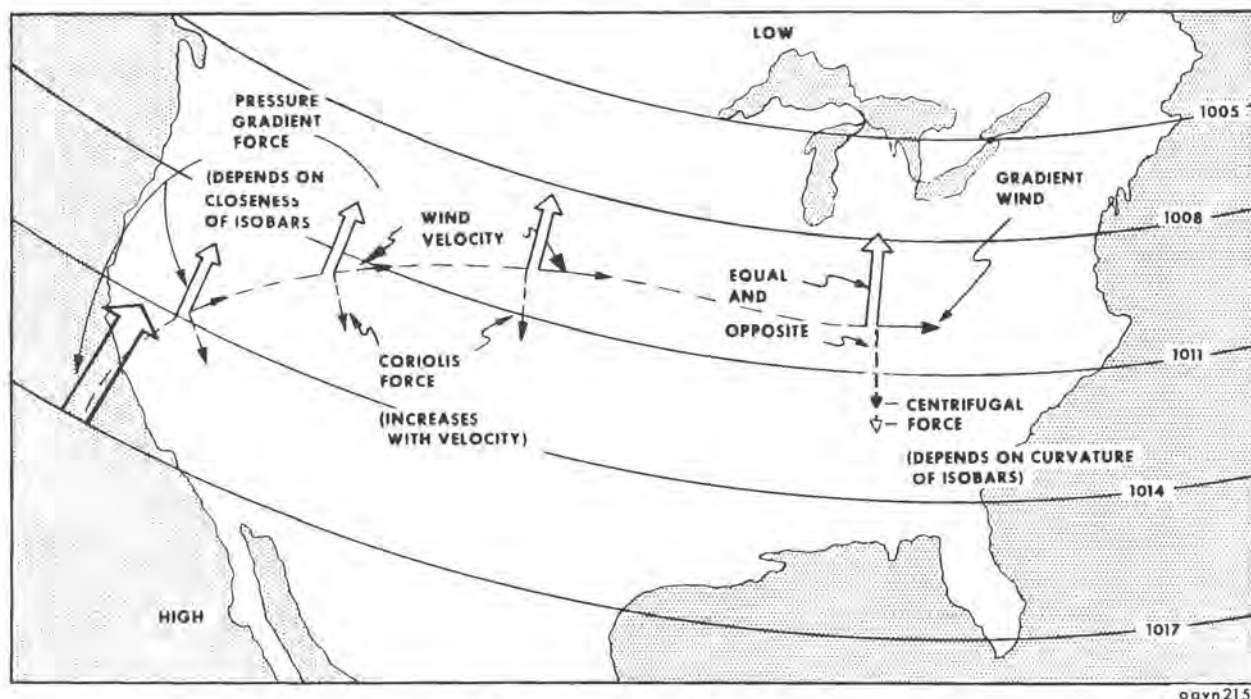 LOW
PRESSURE
GRADIENT
FORCE
(DEPENDS ON
CLOSENESS
OF ISOBARS
WIND
VELOCITY
GRADIENT
WIND
1005
1008
EQUAL
AND
OPPOSITE
CORIOLIS
FORCE
(INCREASES
WITH VELOCITY)
1011
CENTRIFUGAL
FORCE
(DEPENDS ON CURVATURE
OF ISOBARS)
1014
HIGH
1017
aavn215